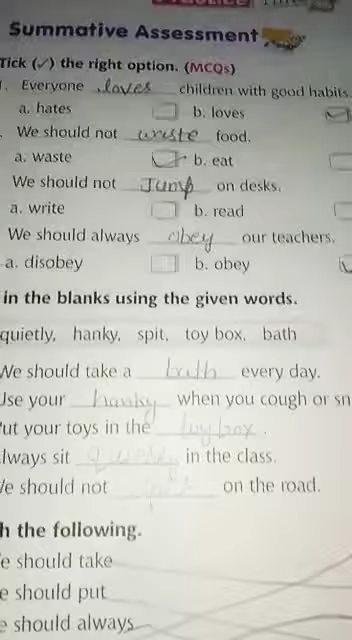 Summative Assessment
Tick (✓) the right option. (MCQs)
1. Everyone loves children with good habits.
a. hates b. loves
. We should not waste food.
a. waste b. eat
We should not Jump on desks.
a. write b. read
We should always obey our teachers.
a. disobey b. obey
in the blanks using the given words.
quietly, hanky, spit, toy box, bath
We should take a bath every day.
Use your hanky when you cough or sn
Put your toys in the toy box.
lways sit quietly in the class.
We should not on the road.
h the following.
e should take
e should put
e should always